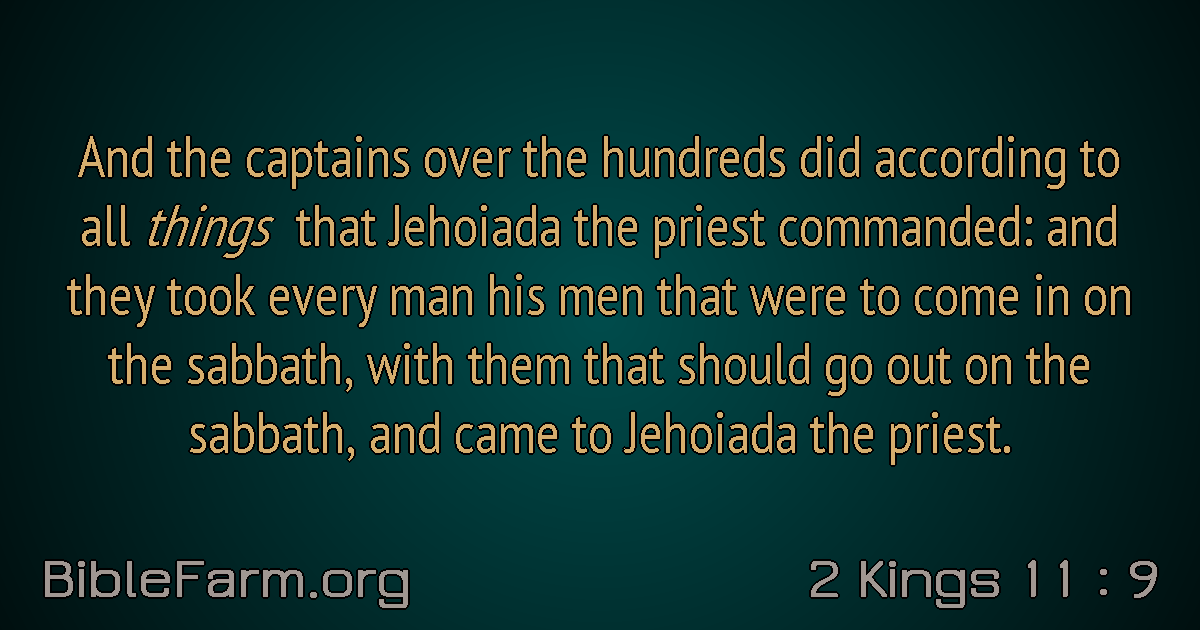 And the captains over the hundreds did according to
all things that Jehoiada the priest commanded: and
they took every man his men that were to come in on
the sabbath, with them that should go out on the
sabbath, and came to Jehoiada the priest.
BibleFarm.org
2 Kings 11 : 9